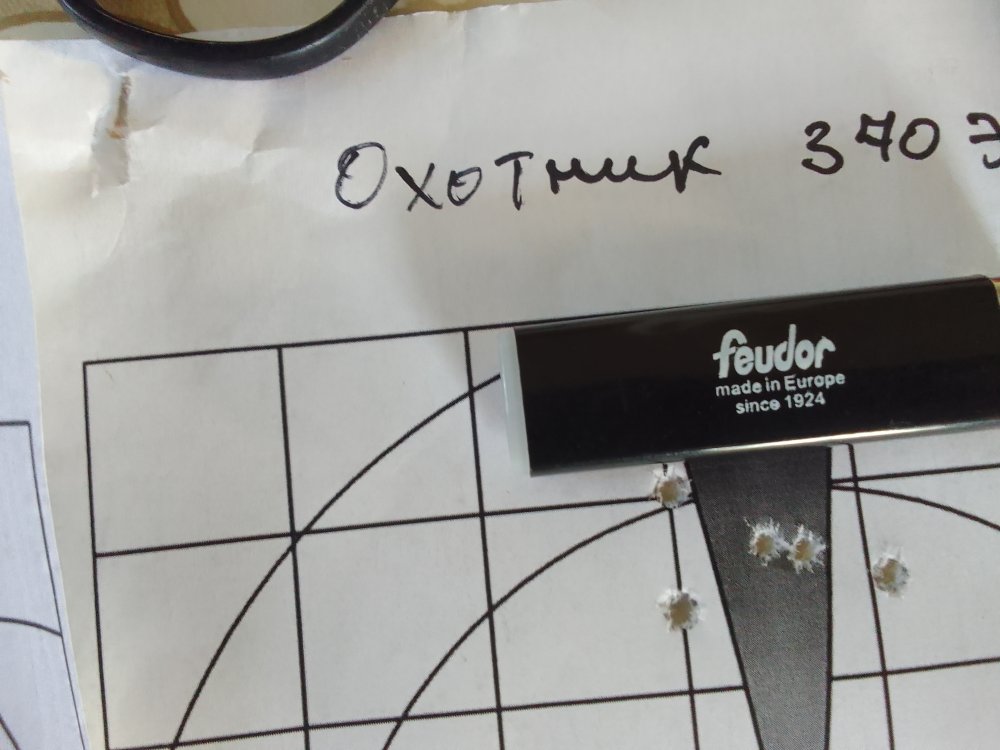 Охотник 370 Э
feudor
made in Europe
since 1924